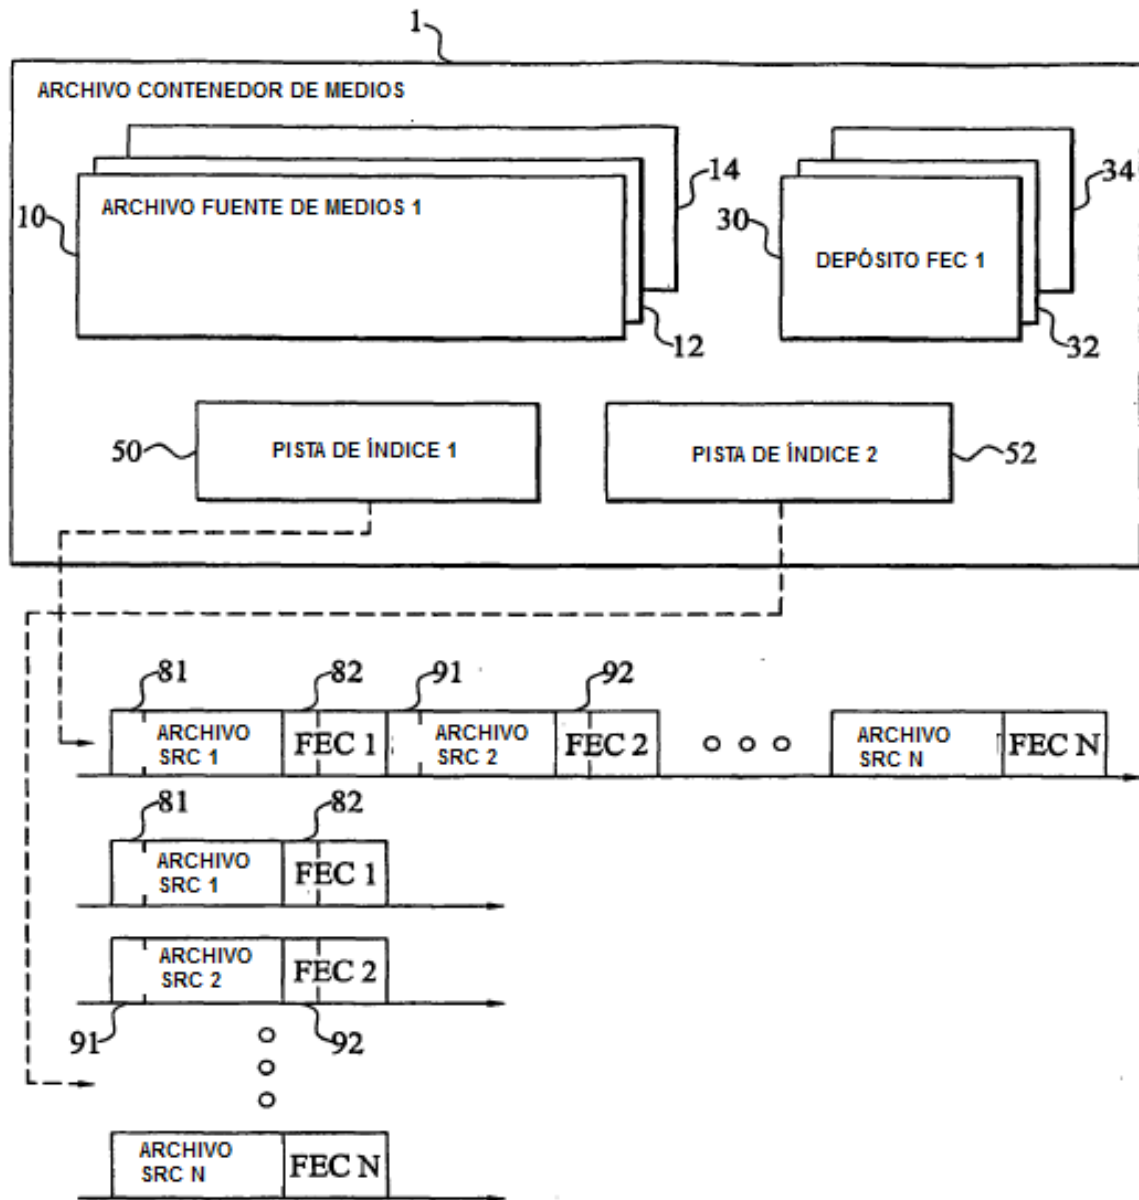 1
ARCHIVO CONTENEDOR DE MEDIOS
10
ARCHIVO FUENTE DE MEDIOS 1
14
12
30
DEPÓSITO FEC 1
34
32
50
PISTA DE ÍNDICE 1
PISTA DE ÍNDICE 2
52
81
82
91
92
ARCHIVO
SRC 1
FEC 1
ARCHIVO
SRC 2
FEC 2
ARCHIVO
SRC N
FEC N
81
82
ARCHIVO
SRC 1
FEC 1
ARCHIVO
SRC 2
FEC 2
91
92
ARCHIVO
SRC N
FEC N